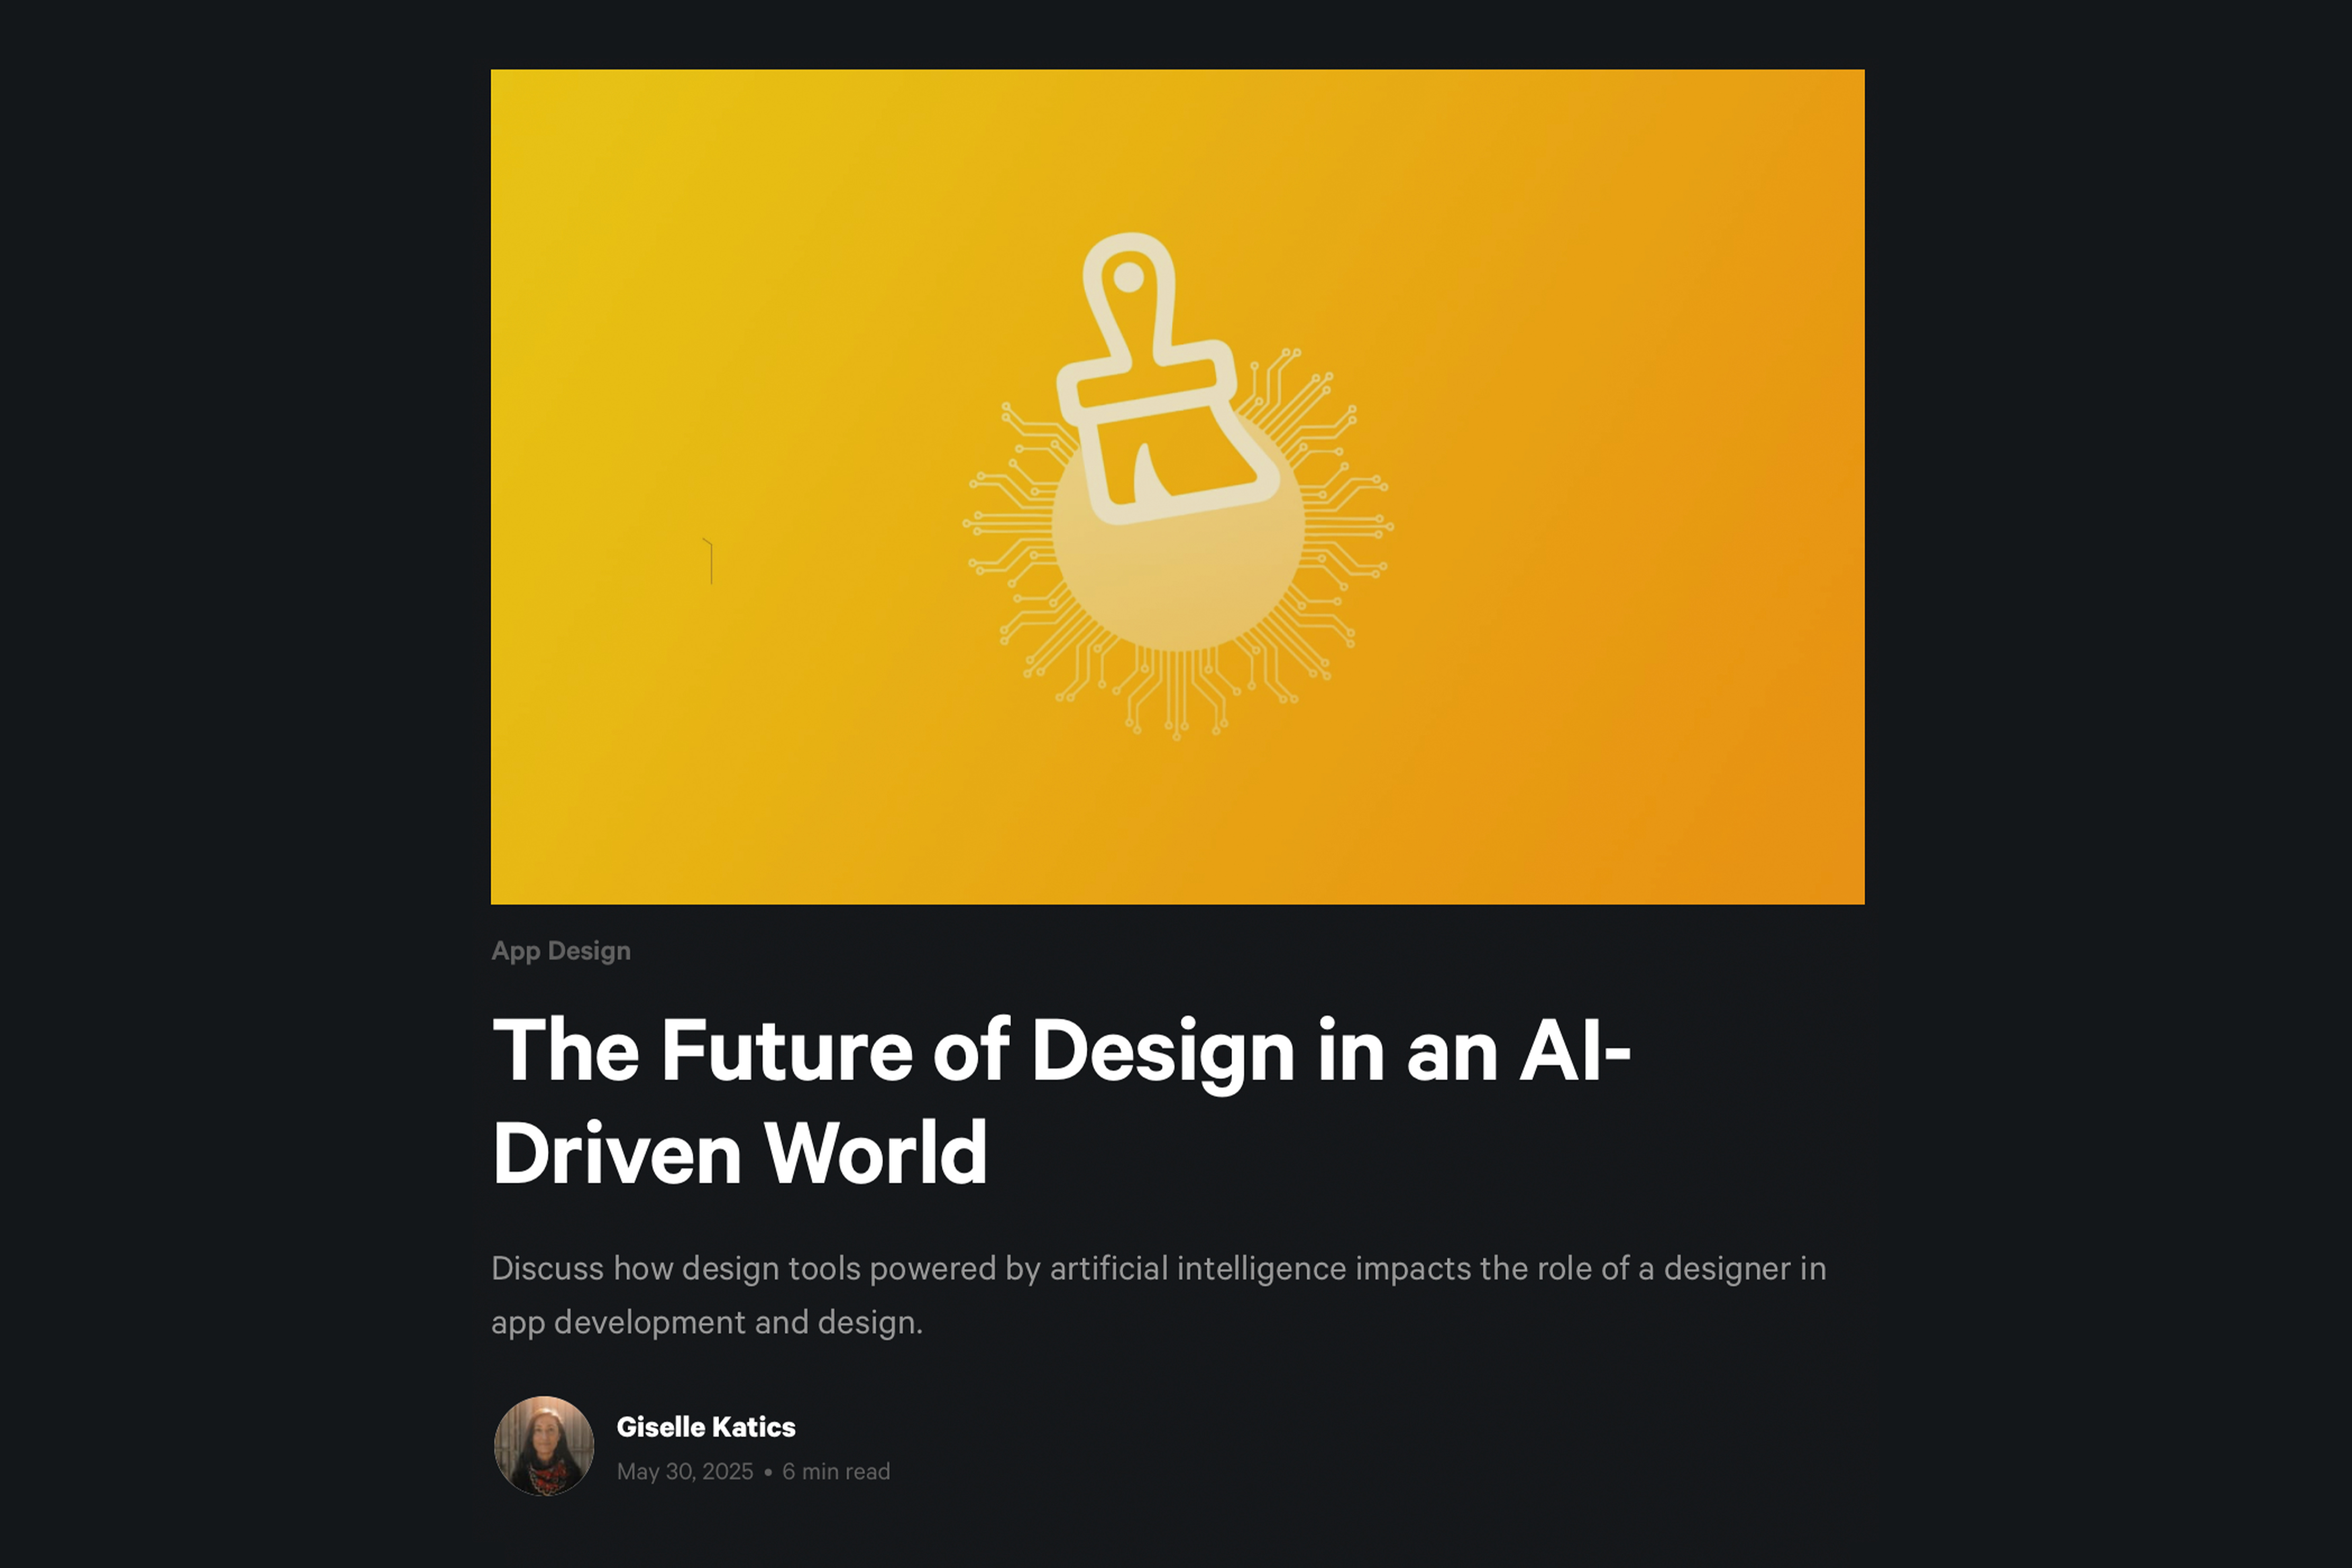 App Design
The Future of Design in an AI-
Driven World
Discuss how design tools powered by artificial intelligence impacts the role of a designer in
app development and design.
Giselle Katics
May 30, 2025 • 6 min read